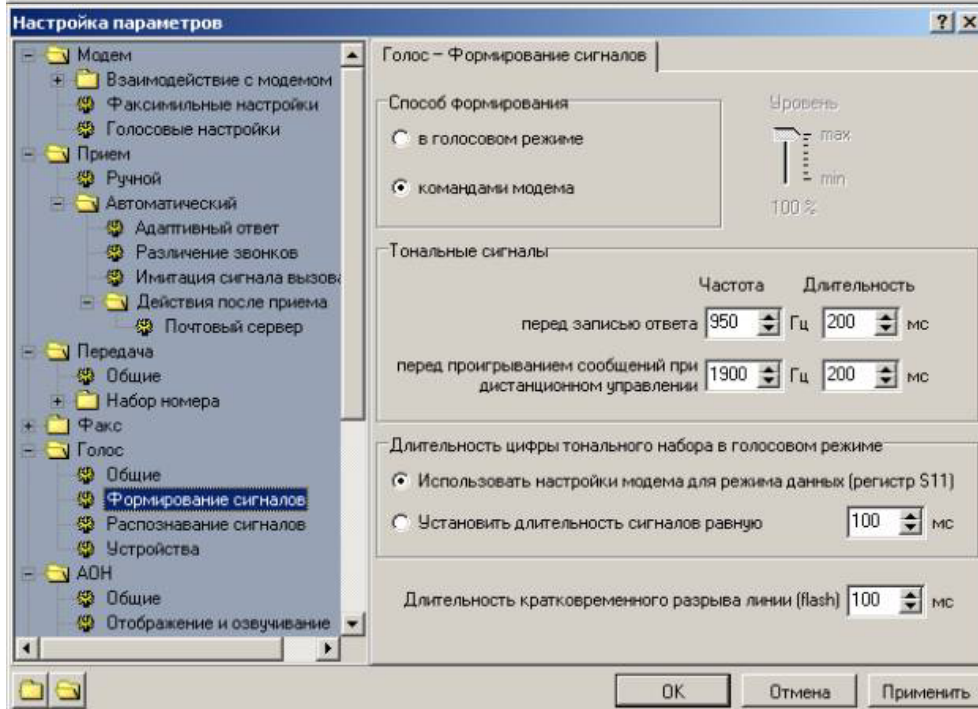 Настройка параметров
Модем
Взаимодействие с модемом
Факсимильные настройки
Голосовые настройки
Прием
Ручной
Автоматический
Адаптивный ответ
Различение звонков
Имитация сигнала вызова
Действия после приема
Почтовый сервер
Передача
Общие
Набор номера
Факс
Голос
Общие
Формирование сигналов
Распознавание сигналов
Устройства
АОН
Общие
Отображение и озвучивание
Голос – Формирование сигналов
Способ формирования
в голосовом режиме
командами модема
Уровень
max
min
100 %
Тональные сигналы
Частота Длительность
перед записью ответа 950 Гц 200 мс
перед проигрыванием сообщений при
дистанционном управлении 1900 Гц 200 мс
Длительность цифры тонального набора в голосовом режиме
Использовать настройки модема для режима данных (регистр S11)
Установить длительность сигналов равную 100 мс
Длительность кратковременного разрыва линии (flash) 100 мс
ОК Отмена Применить